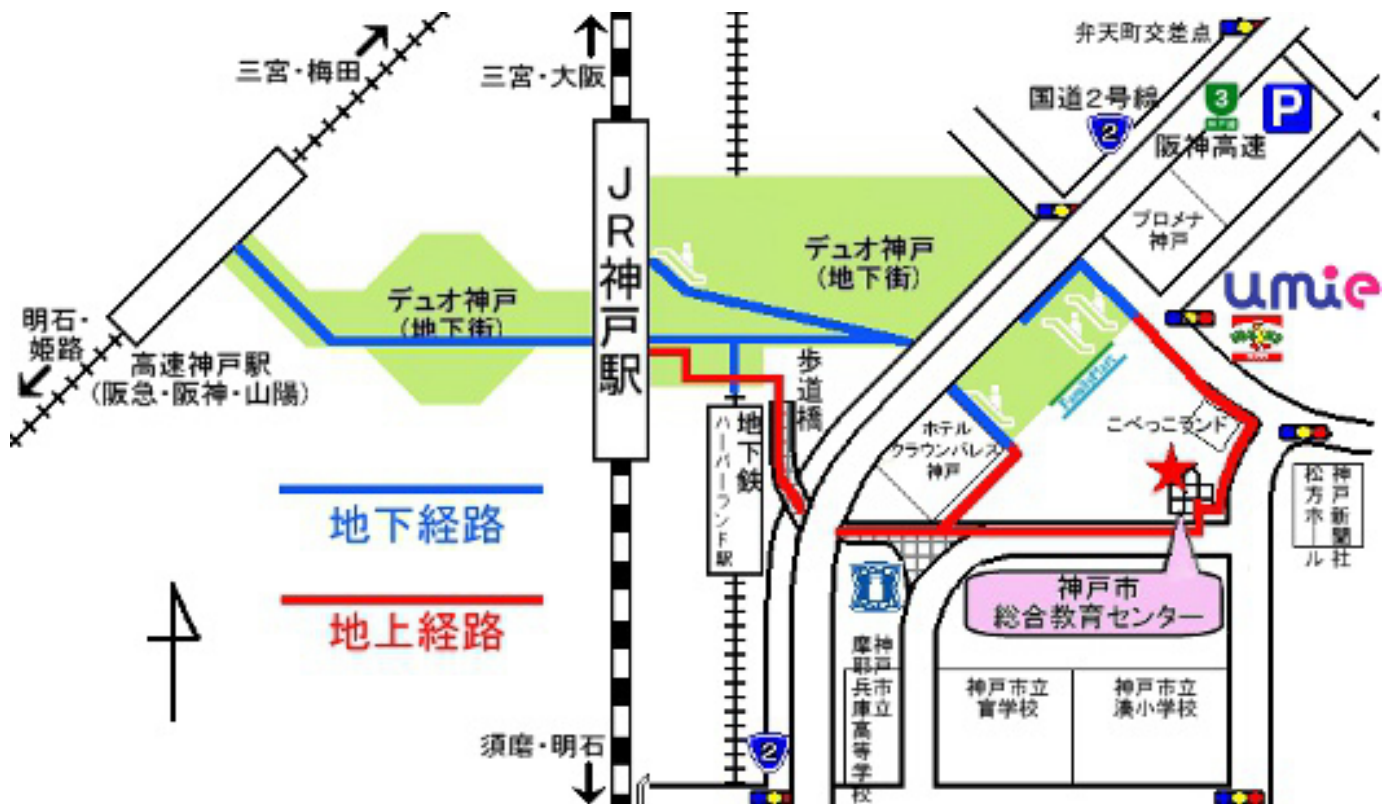 弁天町交差点
三宮・梅田
三宮・大阪
国道2号線
2
3
P
阪神高速
JR神戸駅
プロメナ
神戸
デュオ神戸
(地下街)
デュオ神戸
(地下街)
umie
明石・
姫路
高速神戸駅
(阪急・阪神・山陽)
歩道橋
FamilyMart
地下鉄
ハーバーランド駅
ホテル
クラウンパレス
神戸
こべっこランド
神戸新聞社
松方ホール
地下経路
地上経路
神戸市
総合教育センター
神戸市立
摩耶兵庫高等学校
神戸市立
盲学校
神戸市立
湊小学校
須磨・明石
2